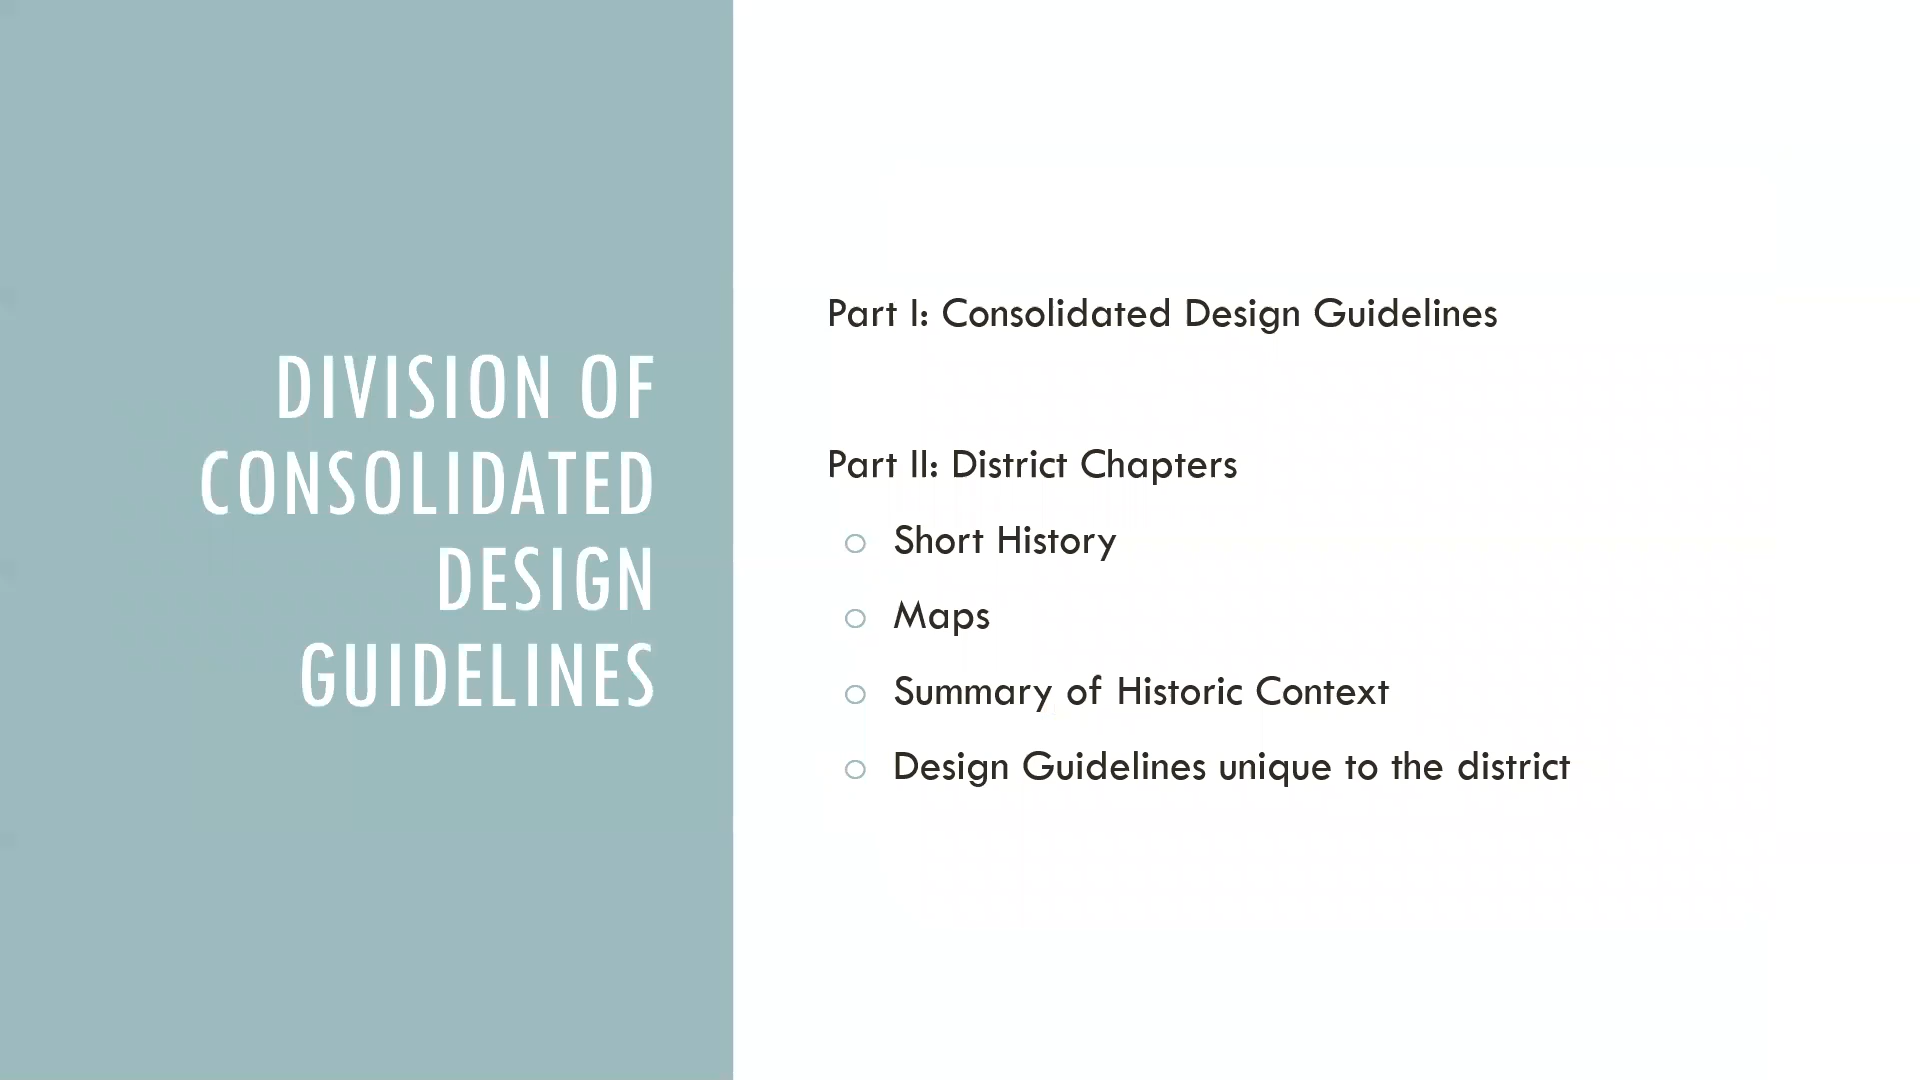 DIVISION OF
CONSOLIDATED
DESIGN
GUIDELINES
Part I: Consolidated Design Guidelines
Part II: District Chapters
Short History
Maps
Summary of Historic Context
Design Guidelines unique to the district